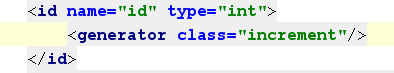 <id name="id" type="int">
<generator class="increment"/>
</id>